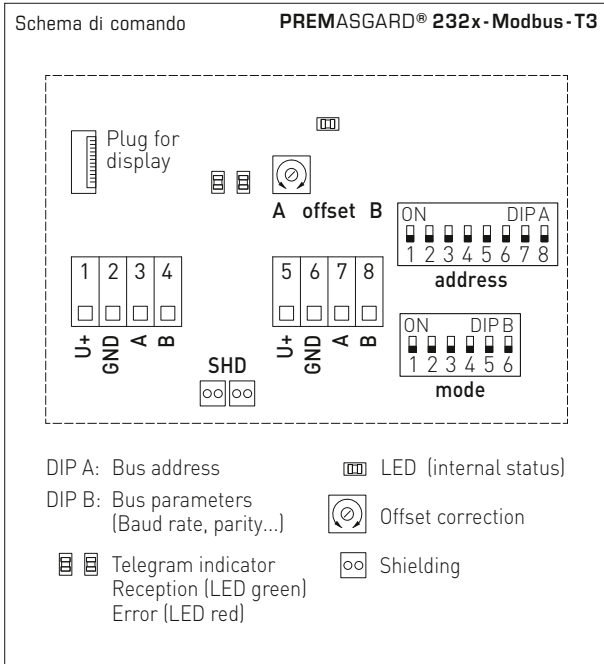 Schema di comando PREMASGARD® 232x-Modbus-T3
Plug for
display
A offset B
ON DIP A
1 2 3 4 5 6 7 8
address
1 2 3 4
U+ GND A B
5 6 7 8
U+ GND A B
SHD
ON DIP B
1 2 3 4 5 6
mode
DIP A: Bus address
DIP B: Bus parameters
(Baud rate, parity...)
Telegram indicator
Reception (LED green)
Error (LED red)
LED (internal status)
Offset correction
Shielding